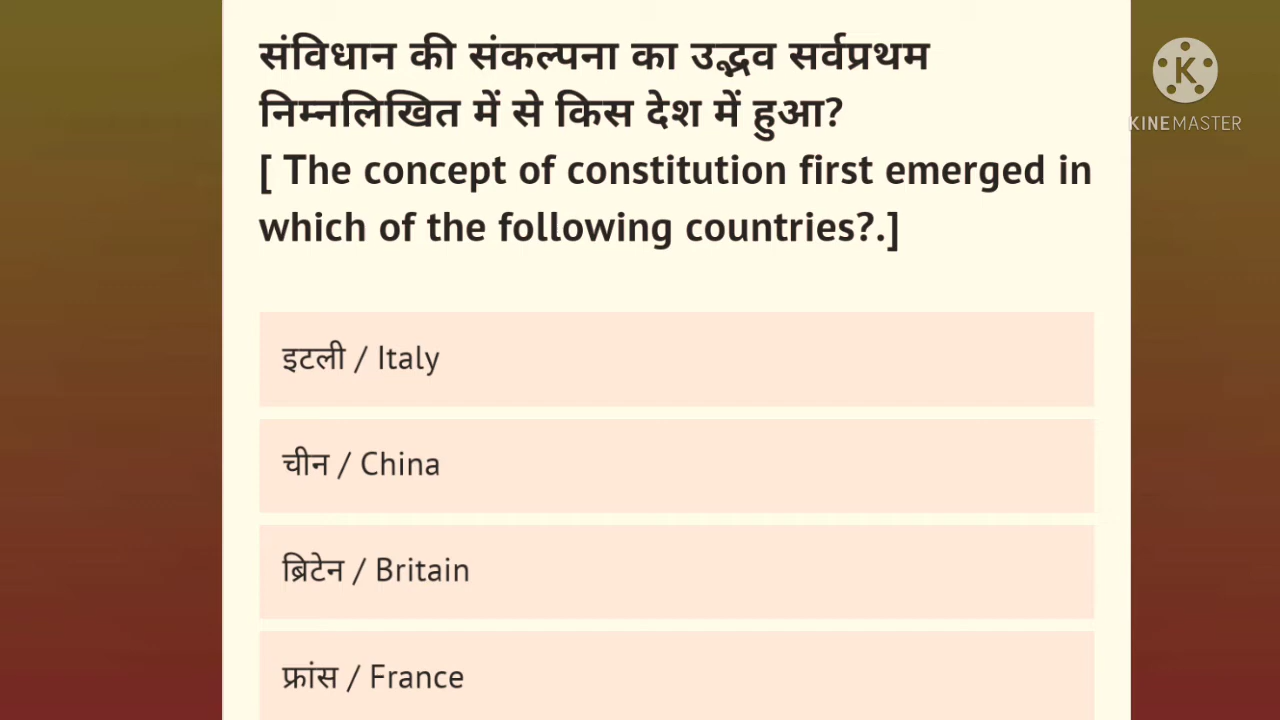 संविधान की संकल्पना का उद्भव सर्वप्रथम
निम्नलिखित में से किस देश में हुआ?
[ The concept of constitution first emerged in
which of the following countries?.]
K
KINEMASTER
इटली / Italy
चीन / China
ब्रिटेन / Britain
फ्रांस / France